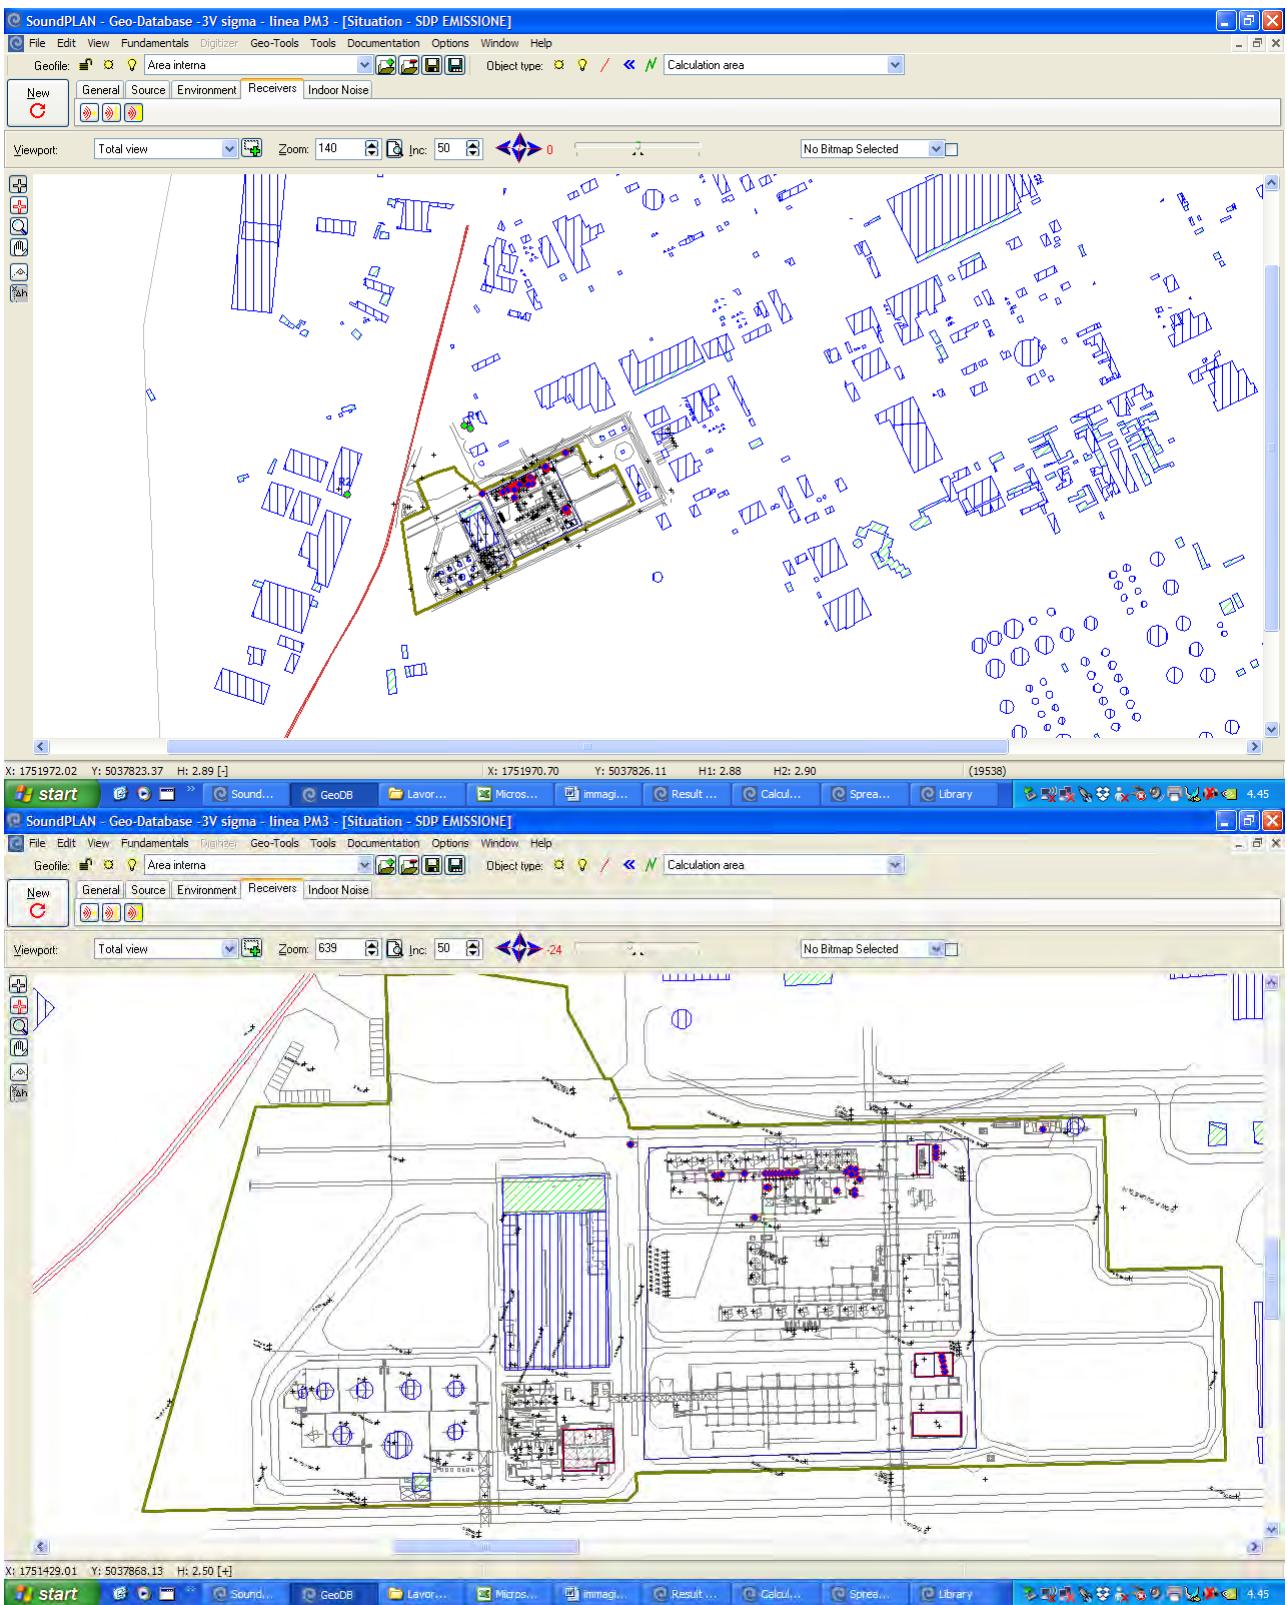 SoundPLAN - Geo-Database -3V sigma - linea PM3 - [Situation - SDP EMISSIONE]
File Edit View Fundamentals Digitizer Geo-Tools Tools Documentation Options Window Help
Geofile: Area interna Object type: Calculation area
New General Source Environment Receivers Indoor Noise
Viewport: Total view Zoom: 140 Inc: 50 0 No Bitmap Selected
R2
X: 1751972.02 Y: 5037823.37 H: 2.89 [-] X: 1751970.70 Y: 5037826.11 H1: 2.88 H2: 2.90 (19538)
start Sound... GeoDB Lavor... Micros... immagi... Result ... Calcul... Sprea... Library 4.45
SoundPLAN - Geo-Database -3V sigma - linea PM3 - [Situation - SDP EMISSIONE]
File Edit View Fundamentals Digitizer Geo-Tools Tools Documentation Options Window Help
Geofile: Area interna Object type: Calculation area
New General Source Environment Receivers Indoor Noise
Viewport: Total view Zoom: 639 Inc: 50 -24 No Bitmap Selected
X: 1751429.01 Y: 5037868.13 H: 2.50 [+]
start Sound... GeoDB Lavor... Micros... immagi... Result ... Calcul... Sprea... Library 4.45